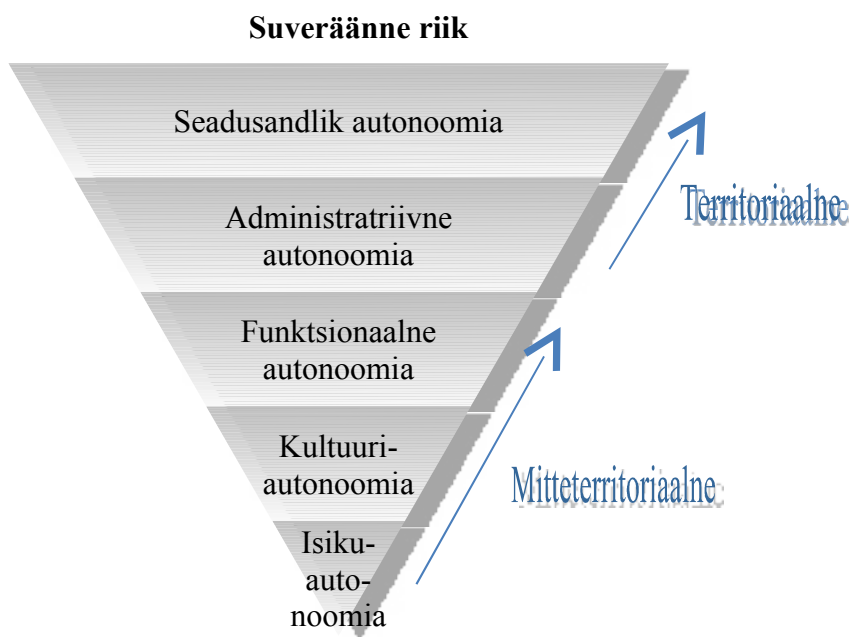 Suveräänne riik
Seadusandlik autonoomia
Administratriivne
autonoomia
Territoriaalne
Funktsionaalne
autonoomia
Kultuuri-
autonoomia
Mitteterritoriaalne
Isiku-
auto-
noomia